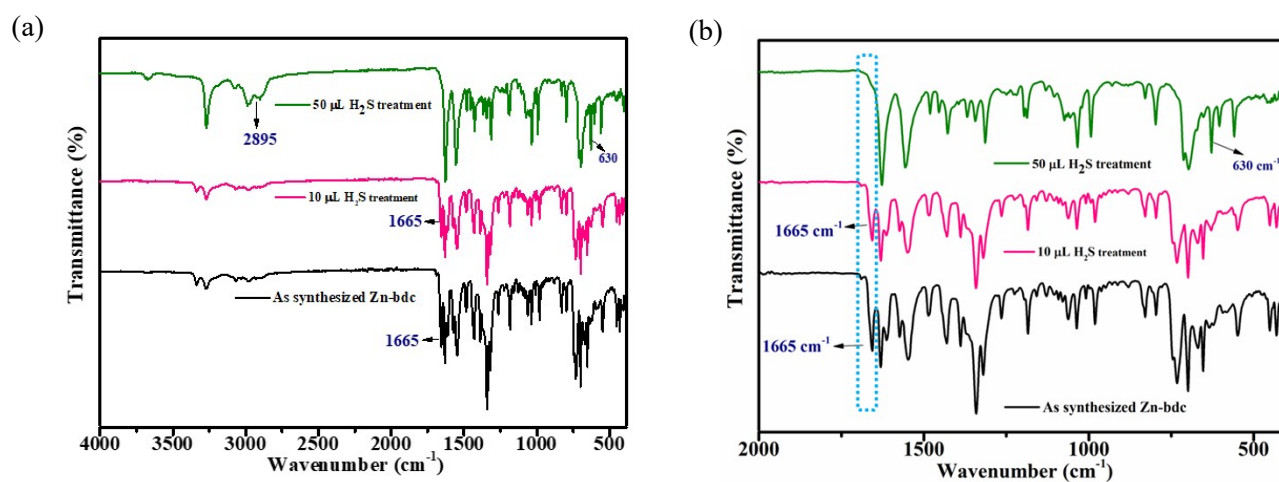 (a)
Transmittance (%)
50 μL H₂S treatment
2895
630
10 μL H₂S treatment
1665
As synthesized Zn-bdc
1665
4000 3500 3000 2500 2000 1500 1000 500
Wavenumber (cm⁻¹)
(b)
Transmittance (%)
50 μL H₂S treatment
630 cm⁻¹
1665 cm⁻¹
10 μL H₂S treatment
1665 cm⁻¹
As synthesized Zn-bdc
2000 1500 1000 500
Wavenumber (cm⁻¹)